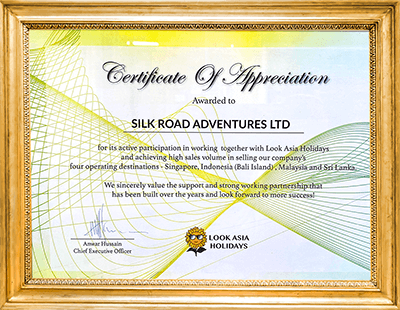 Certificate Of Appreciation
Awarded to
SILK ROAD ADVENTURES LTD
for its active participation in working together with Look Asia Holidays
and achieving high sales volume in selling our company's
four operating destinations - Singapore, Indonesia (Bali Island) , Malaysia and Sri Lanka
We sincerely value the support and strong working partnership that
has been built over the years and look forward to more success!
Anwar Hussain
Chief Executive Officer
LOOK ASIA
HOLIDAYS